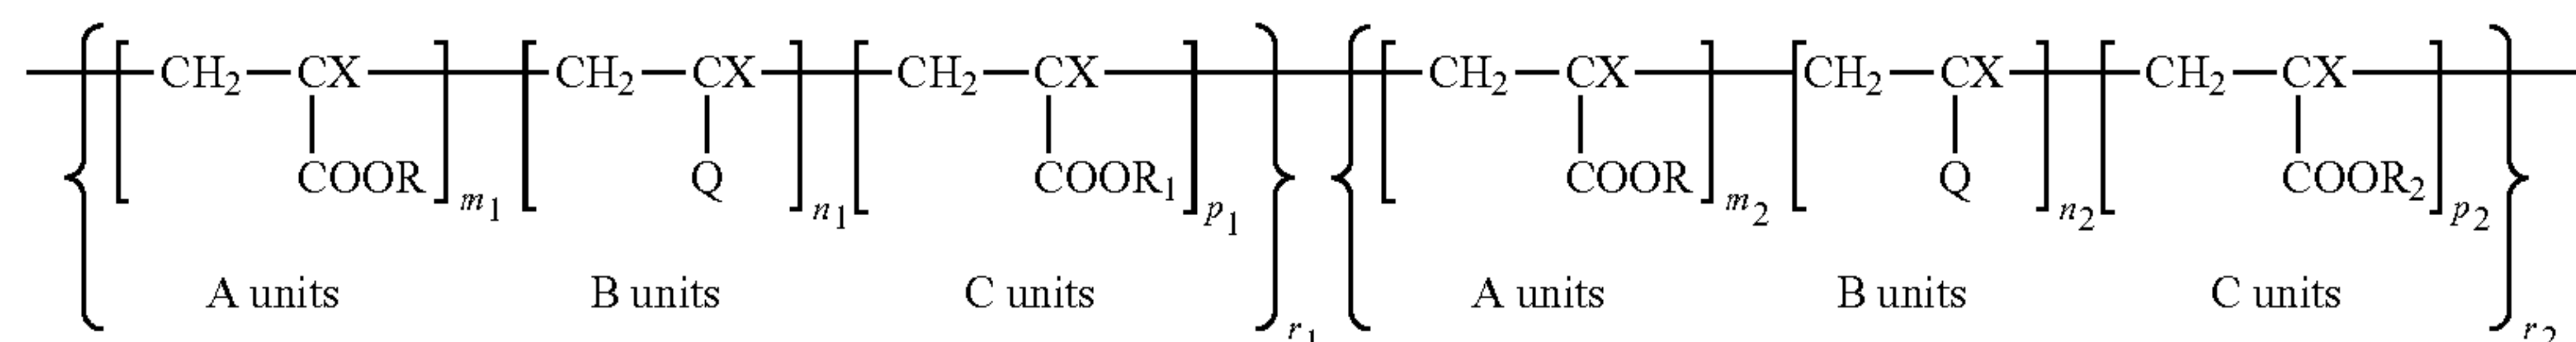 CH2 CX CH2 CX CH2 CX CH2 CX CH2 CX CH2 CX
COOR m1 Q n1 COOR1 p1 COOR m2 Q n2 COOR2 p2
A units B units C units r1 A units B units C units r2